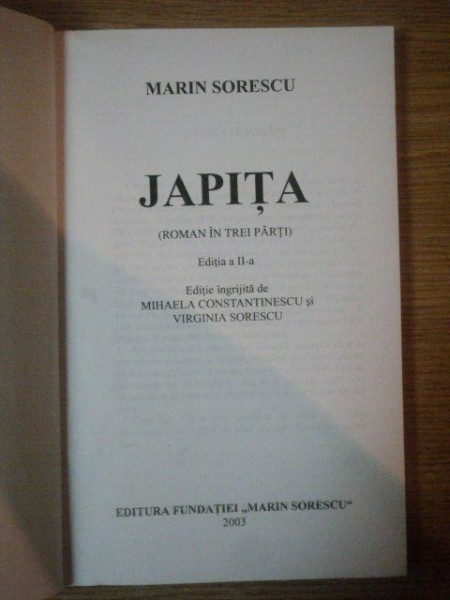 MARIN SORESCU
JAPIȚA
(ROMAN ÎN TREI PĂRȚI)
Ediția a II-a
Ediție îngrijită de
MIHAELA CONSTANTINESCU și
VIRGINIA SORESCU
EDITURA FUNDAȚIEI „MARIN SORESCU“
2003